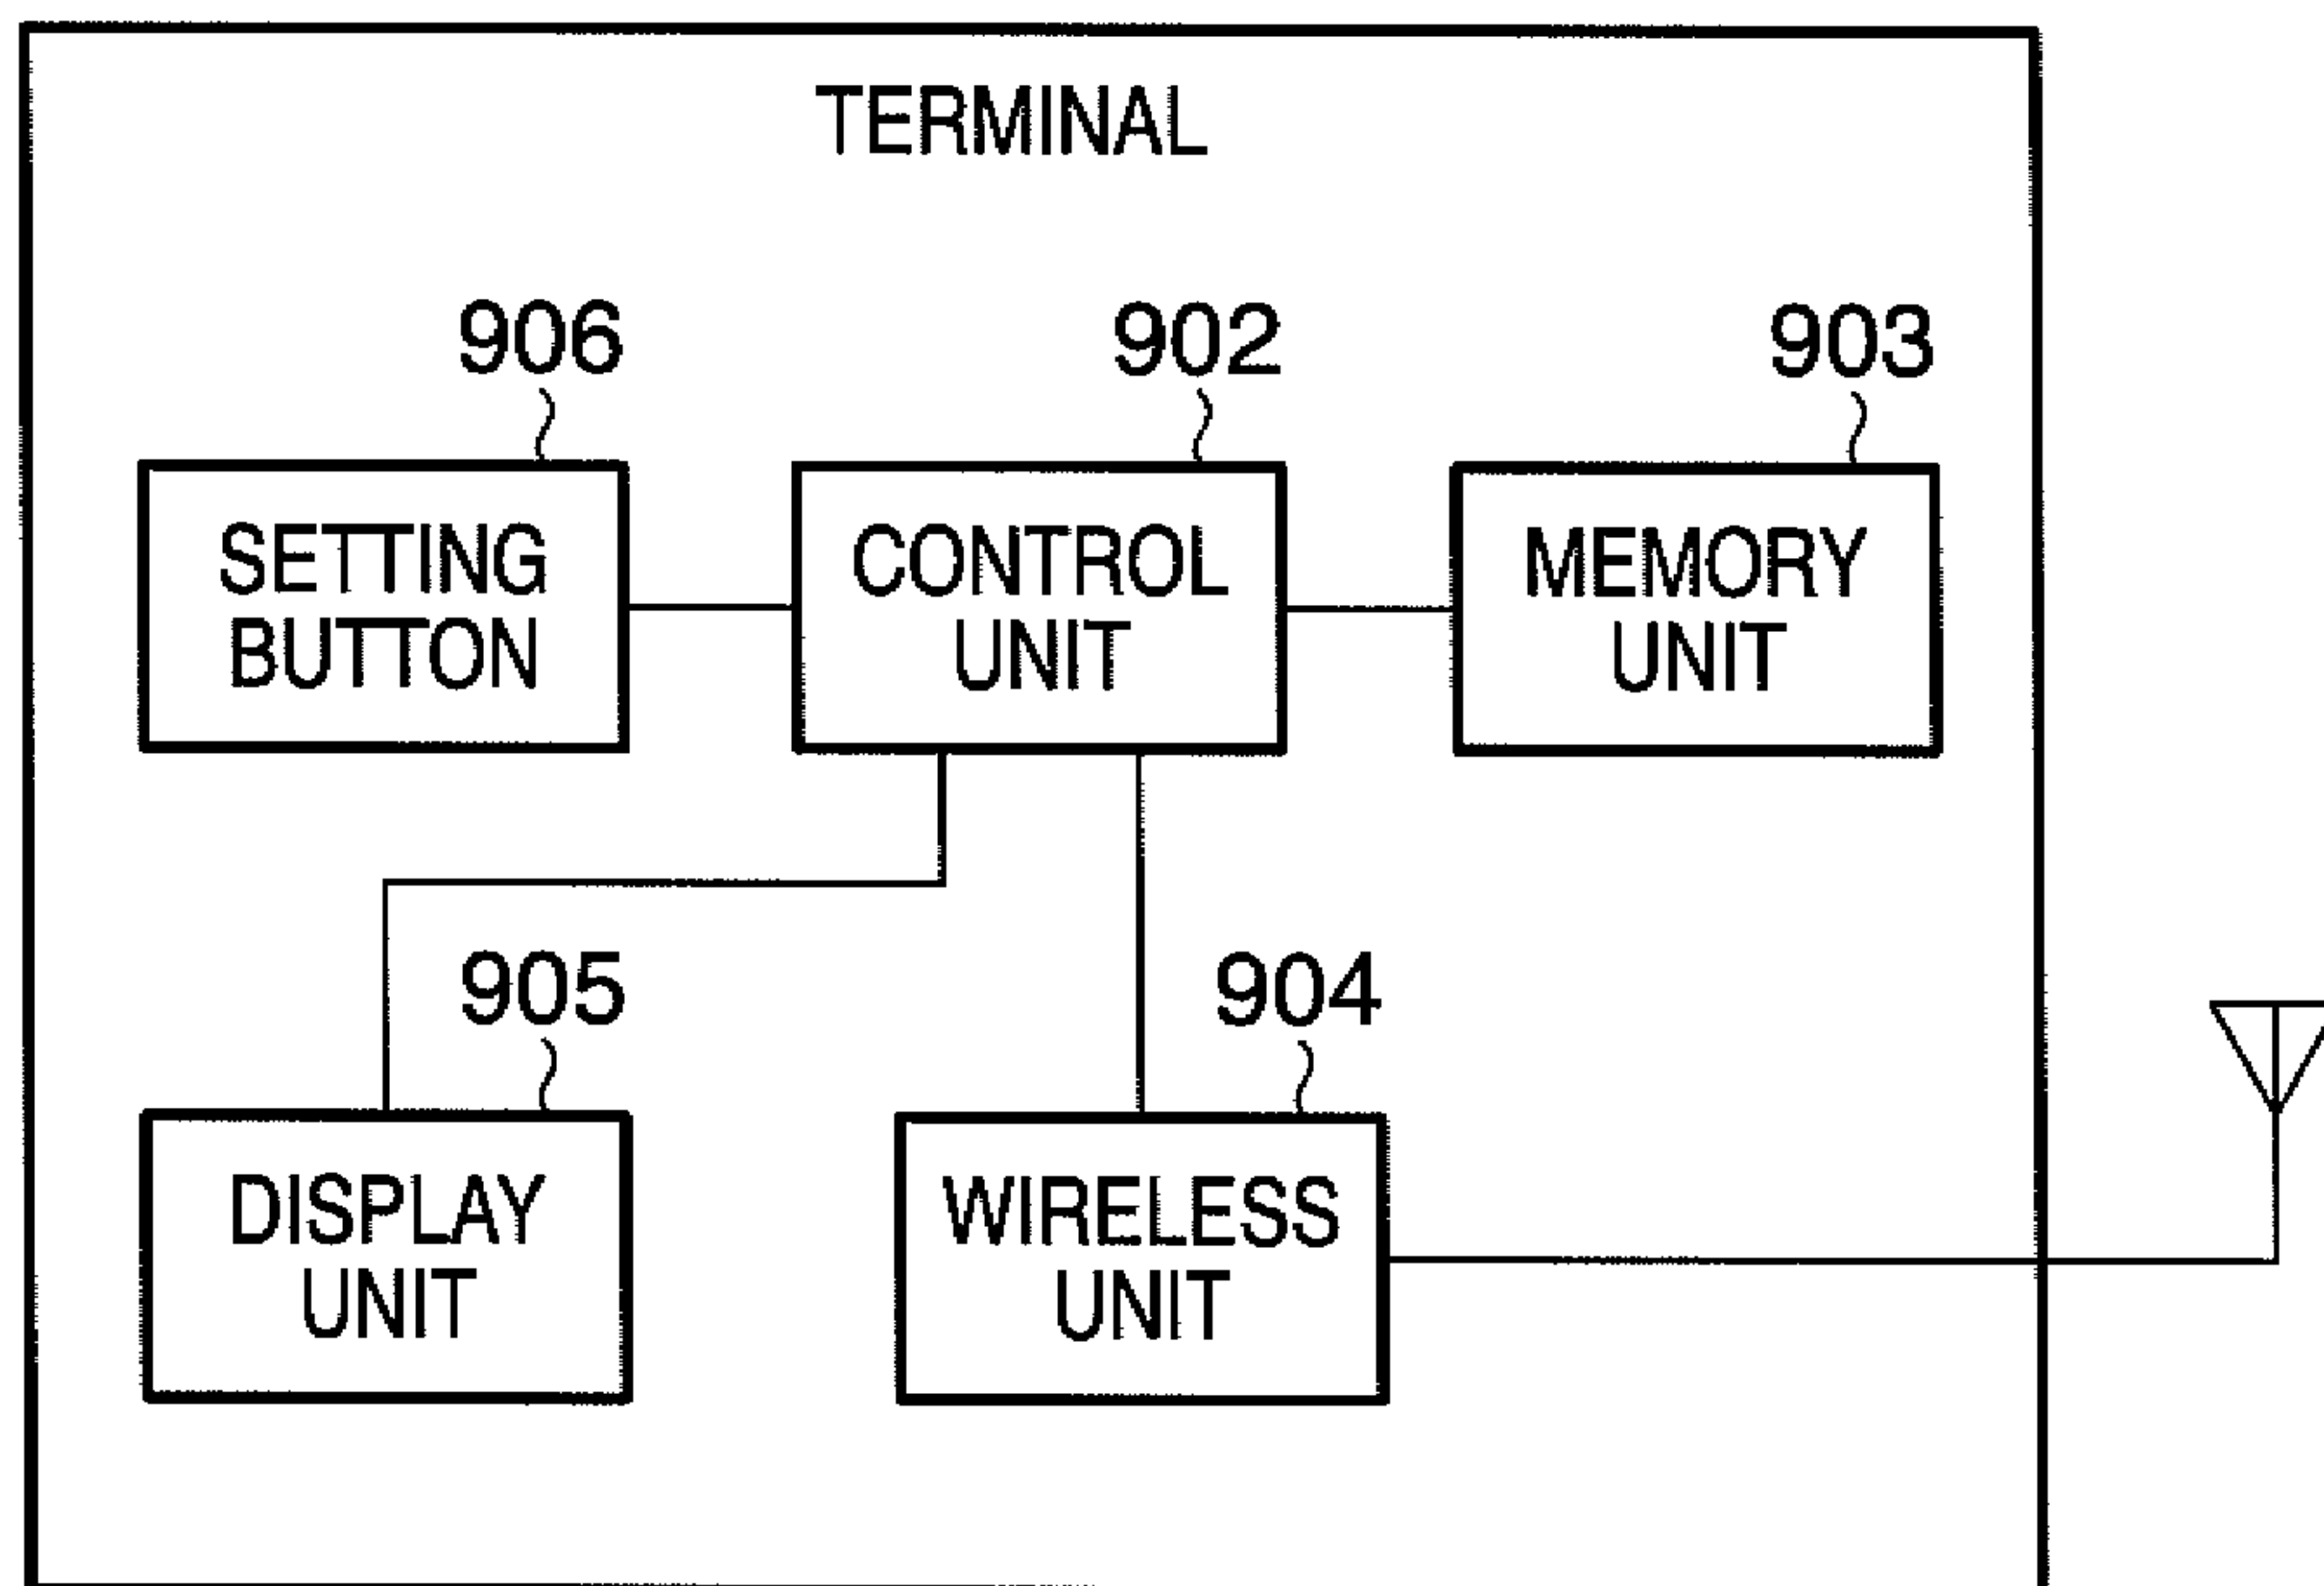 TERMINAL
906
902
903
SETTING
BUTTON
CONTROL
UNIT
MEMORY
UNIT
905
904
DISPLAY
UNIT
WIRELESS
UNIT